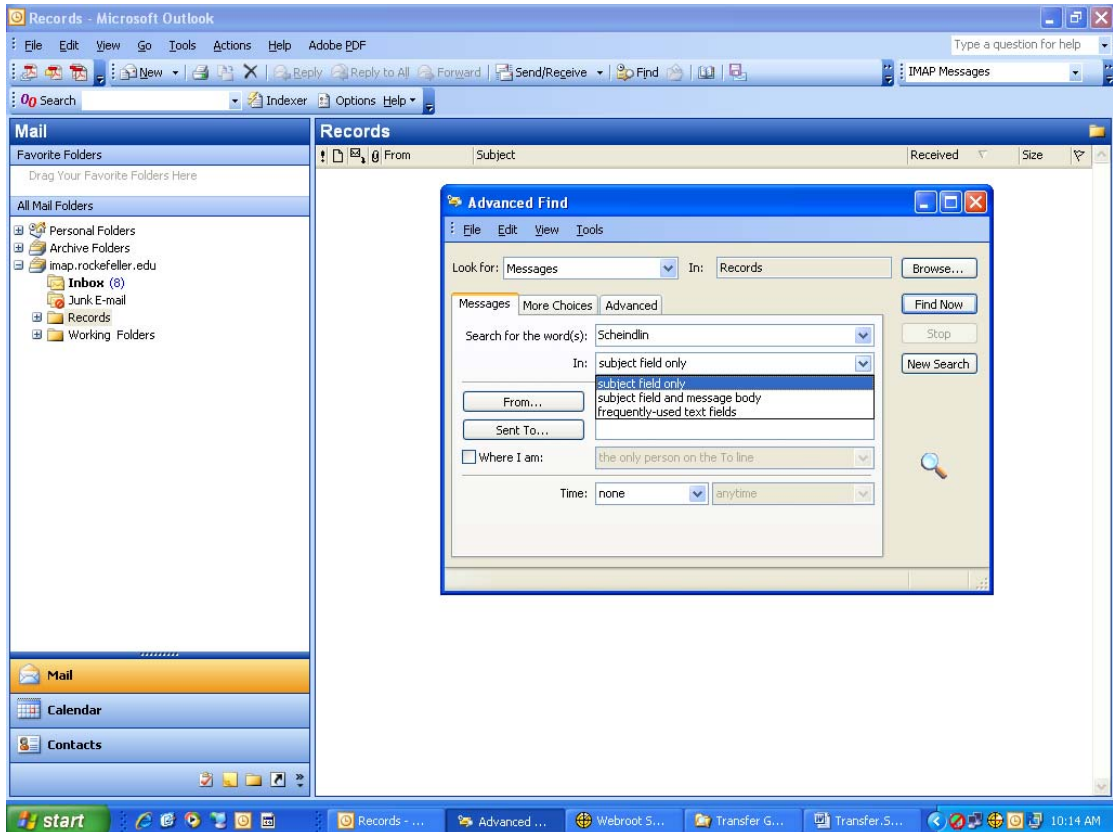 Records - Microsoft Outlook
File Edit View Go Tools Actions Help Adobe PDF
Type a question for help
New Reply Reply to All Forward Send/Receive Find
IMAP Messages
Search Indexer Options Help
Mail
Records
Favorite Folders
From Subject Received Size
Drag Your Favorite Folders Here
All Mail Folders
Personal Folders
Archive Folders
imap.rockefeller.edu
Inbox (8)
Junk E-mail
Records
Working Folders
Advanced Find
File Edit View Tools
Look for: Messages In: Records Browse...
Messages More Choices Advanced
Find Now
Search for the word(s): Scheindlin
Stop
In: subject field only
New Search
subject field only
subject field and message body
frequently-used text fields
From...
Sent To...
Where I am: the only person on the To line
Time: none anytime
Mail
Calendar
Contacts
start
Records - ...
Advanced ...
Webroot S...
Transfer G...
Transfer.S...
10:14 AM